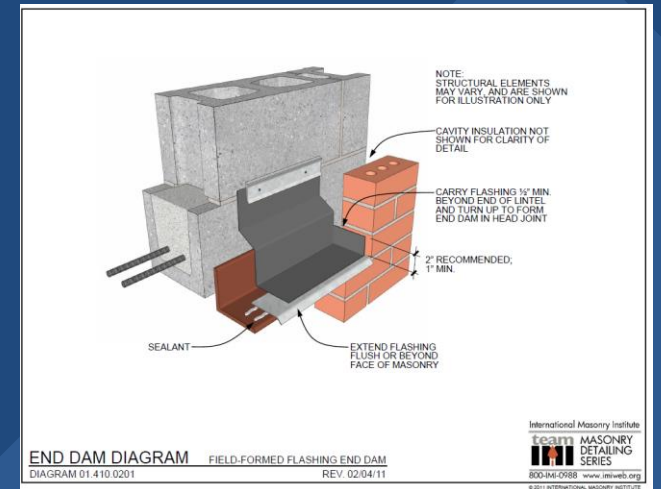 NOTE:
STRUCTURAL ELEMENTS
MAY VARY, AND ARE SHOWN
FOR ILLUSTRATION ONLY
CAVITY INSULATION NOT
SHOWN FOR CLARITY OF
DETAIL
CARRY FLASHING ½" MIN.
BEYOND END OF LINTEL
AND TURN UP TO FORM
END DAM IN HEAD JOINT
2" RECOMMENDED;
1" MIN.
SEALANT
EXTEND FLASHING
FLUSH OR BEYOND
FACE OF MASONRY
END DAM DIAGRAM FIELD-FORMED FLASHING END DAM
DIAGRAM 01.410.0201 REV. 02/04/11
International Masonry Institute
team MASONRY
DETAILING
SERIES
800-IMI-0988 www.imiweb.org
© 2011 INTERNATIONAL MASONRY INSTITUTE